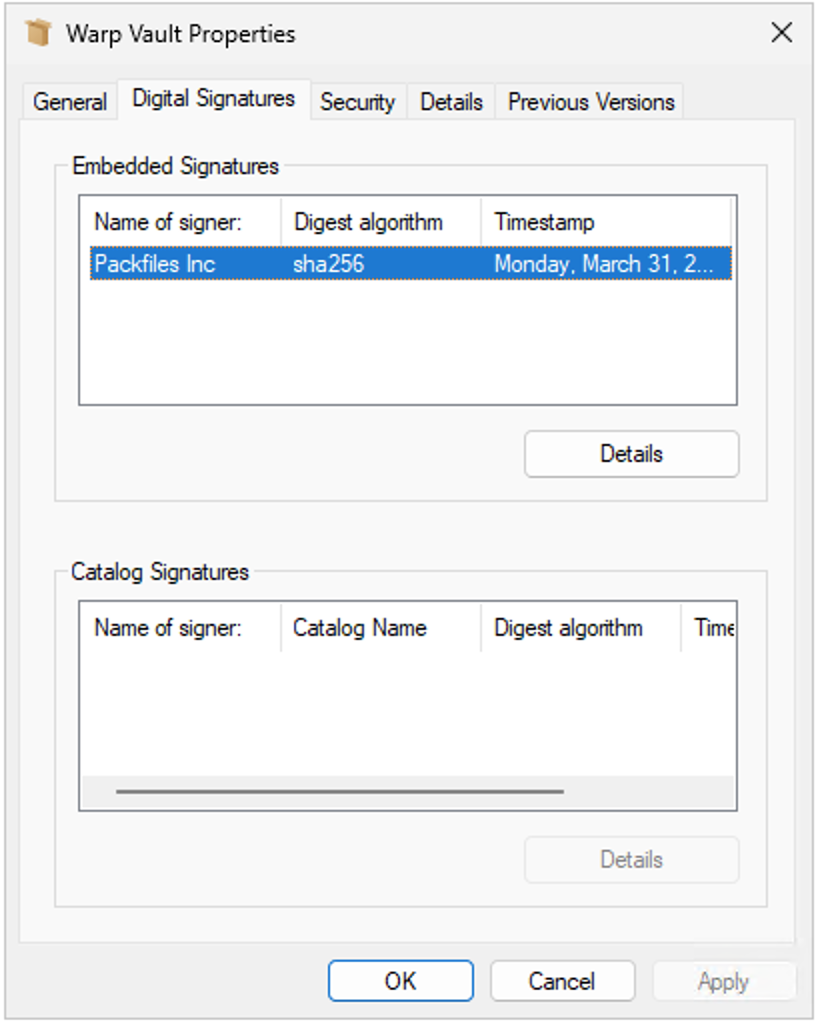 Warp Vault Properties
General Digital Signatures Security Details Previous Versions
Embedded Signatures
Name of signer: Digest algorithm Timestamp
Packfiles Inc sha256 Monday, March 31, 2...
Details
Catalog Signatures
Name of signer: Catalog Name Digest algorithm Time
Details
OK Cancel Apply